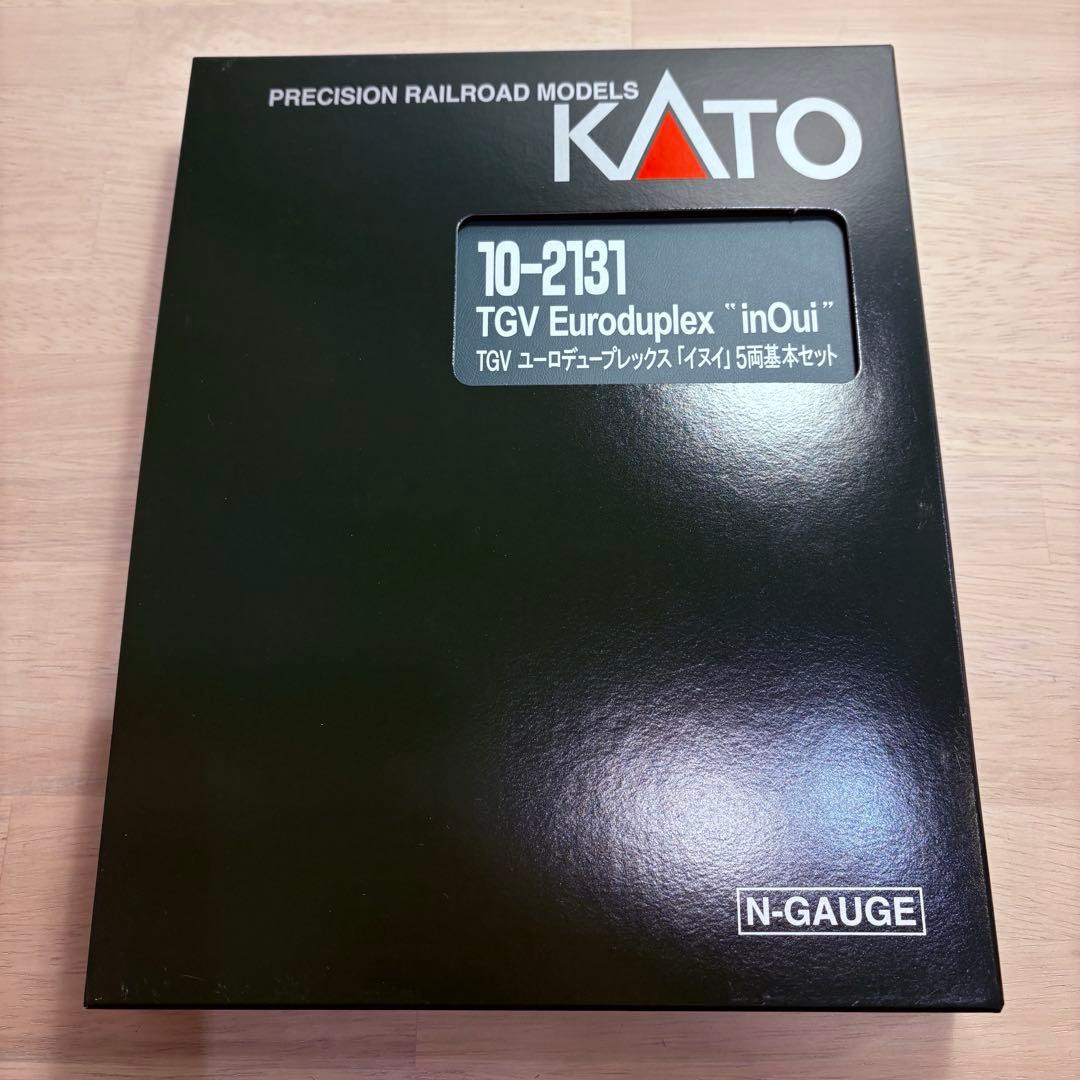 PRECISION RAILROAD MODELS
KATO
10-2131
TGV Euroduplex “inOui”
TGV ユーロデュープレックス「イヌイ」5両基本セット
N-GAUGE